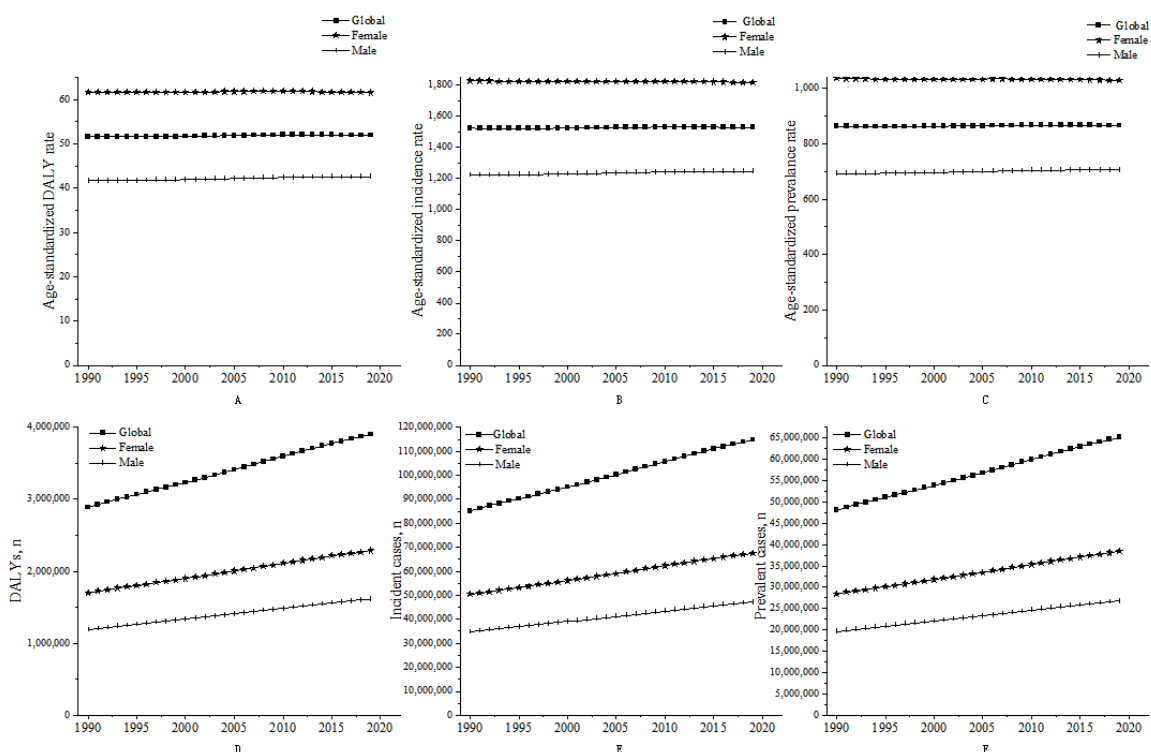 Global
Female
Male
Age-standardized DALY rate
60
50
40
30
20
10
0
1990 1995 2000 2005 2010 2015 2020
A
Global
Female
Male
Age-standardized incidence rate
1,800
1,600
1,400
1,200
1,000
800
600
400
200
0
1990 1995 2000 2005 2010 2015 2020
B
Global
Female
Male
Age-standardized prevalance rate
1,000
800
600
400
200
0
1990 1995 2000 2005 2010 2015 2020
C
Global
Female
Male
DALYs, n
4,000,000
3,000,000
2,000,000
1,000,000
0
1990 1995 2000 2005 2010 2015 2020
D
Global
Female
Male
Incident cases, n
120,000,000
110,000,000
100,000,000
90,000,000
80,000,000
70,000,000
60,000,000
50,000,000
40,000,000
30,000,000
20,000,000
10,000,000
0
1990 1995 2000 2005 2010 2015 2020
E
Global
Female
Male
Prevalent cases, n
65,000,000
60,000,000
55,000,000
50,000,000
45,000,000
40,000,000
35,000,000
30,000,000
25,000,000
20,000,000
15,000,000
10,000,000
5,000,000
0
1990 1995 2000 2005 2010 2015 2020
F